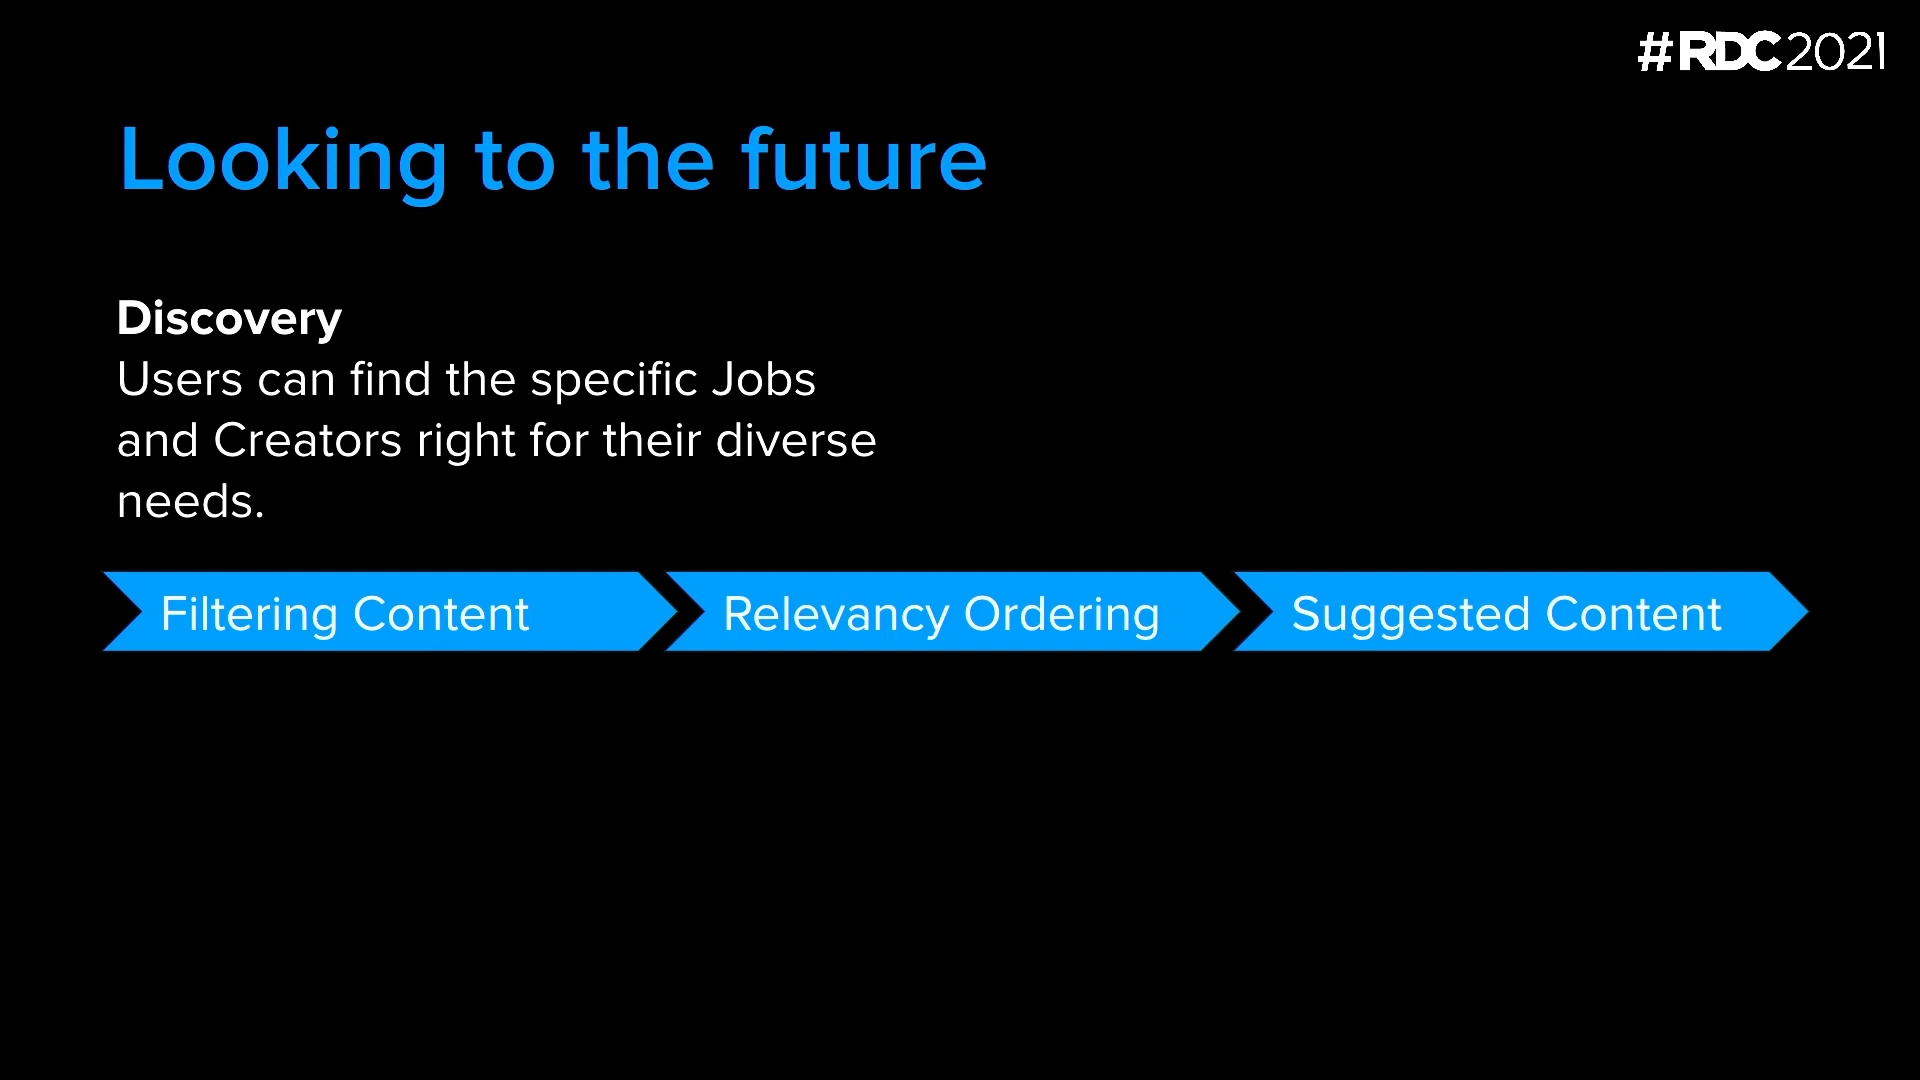 #RDC2021
Looking to the future
Discovery
Users can find the specific Jobs
and Creators right for their diverse
needs.
Filtering Content
Relevancy Ordering
Suggested Content